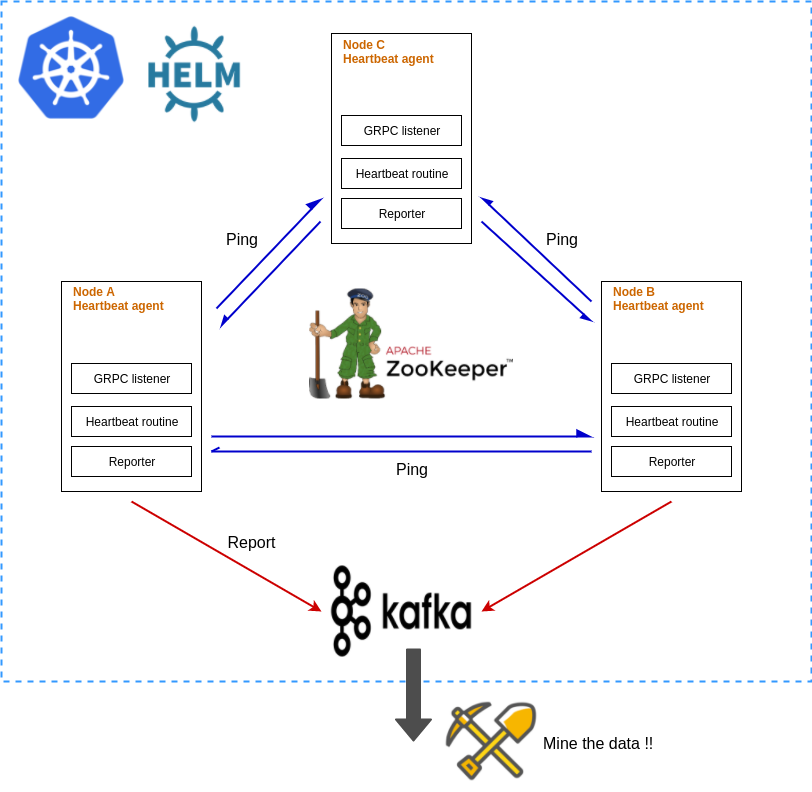 HELM
Node C
Heartbeat agent
GRPC listener
Heartbeat routine
Reporter
Ping
Ping
Node A
Heartbeat agent
GRPC listener
Heartbeat routine
Reporter
APACHE
ZooKeeper™
Node B
Heartbeat agent
GRPC listener
Heartbeat routine
Reporter
Ping
Report
kafka
Mine the data !!